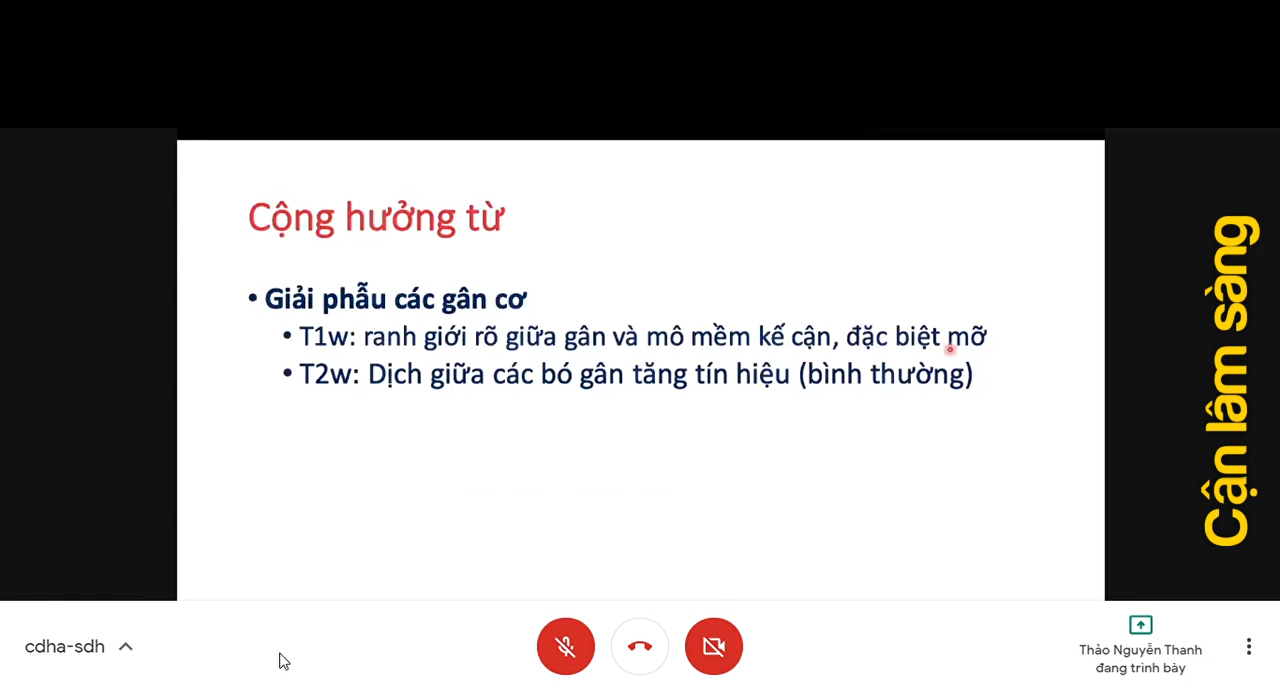 Cộng hưởng từ
• Giải phẫu các gân cơ
• T1w: ranh giới rõ giữa gân và mô mềm kế cận, đặc biệt mỡ
• T2w: Dịch giữa các bó gân tăng tín hiệu (bình thường)
Cận lâm sàng
cdha-sdh
Thảo Nguyễn Thanh
đang trình bày